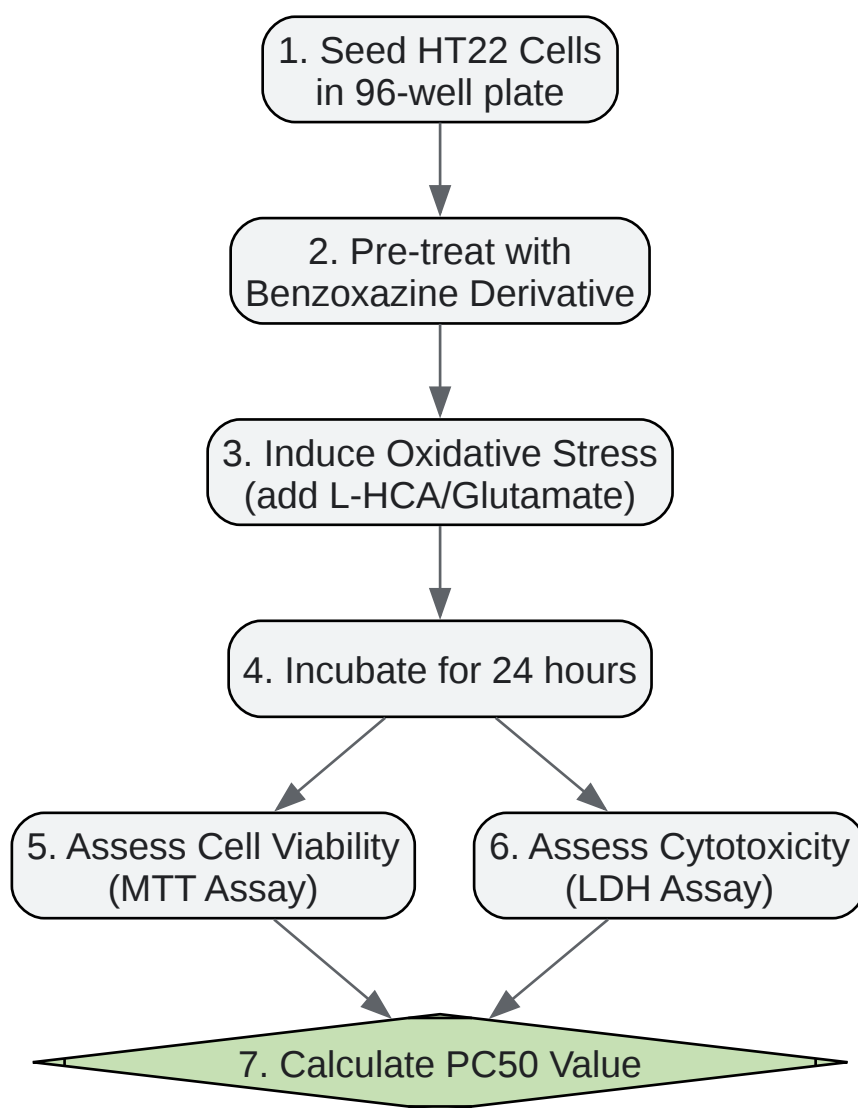 1. Seed HT22 Cells
in 96-well plate
2. Pre-treat with
Benzoxazine Derivative
3. Induce Oxidative Stress
(add L-HCA/Glutamate)
4. Incubate for 24 hours
5. Assess Cell Viability
(MTT Assay)
6. Assess Cytotoxicity
(LDH Assay)
7. Calculate PC50 Value